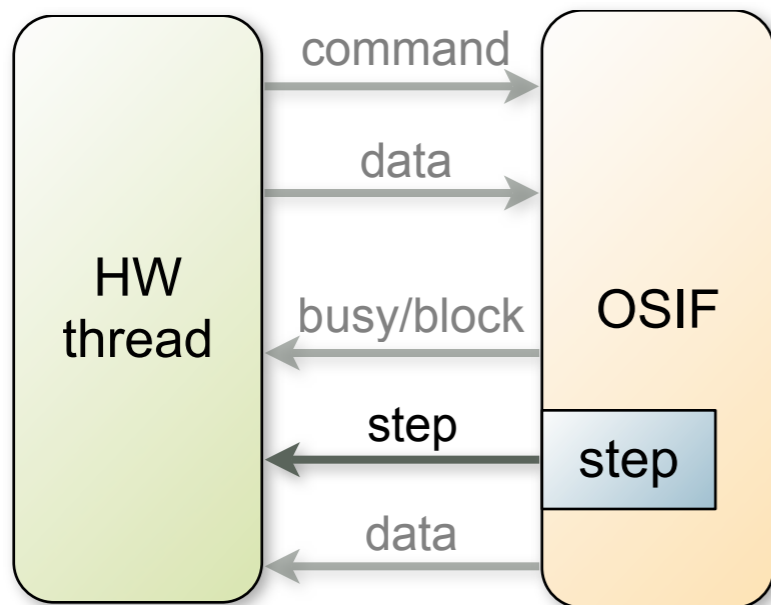 command
data
HW
thread
OSIF
busy/block
step
step
data